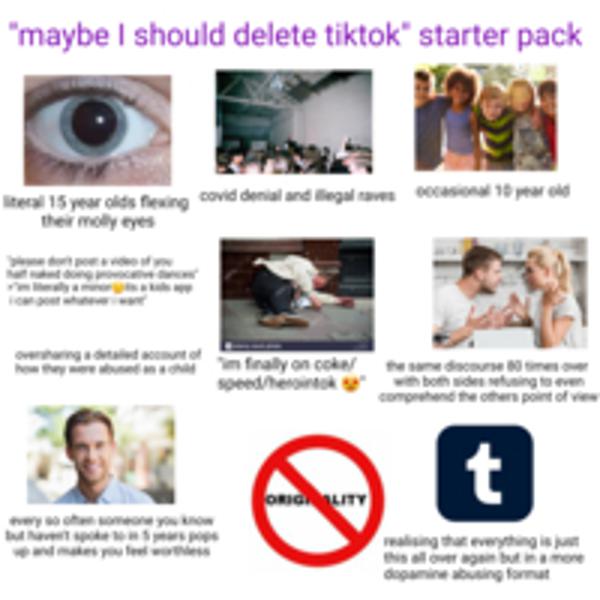 "maybe I should delete tiktok" starter pack
literal 15 year olds flexing
their molly eyes
covid denial and illegal raves
occasional 10 year old
"please don't post a video of you
half naked doing provocative dances"
>"im literally a minor😩its a kids app
i can post whatever i want"
oversharing a detailed account of
how they were abused as a child
"im finally on coke/
speed/herointok 😍"
the same discourse 80 times over
with both sides refusing to even
comprehend the others point of view
every so often someone you know
but haven't spoke to in 5 years pops
up and makes you feel worthless
ORIG ALITY
t
realising that everything is just
this all over again but in a more
dopamine abusing format